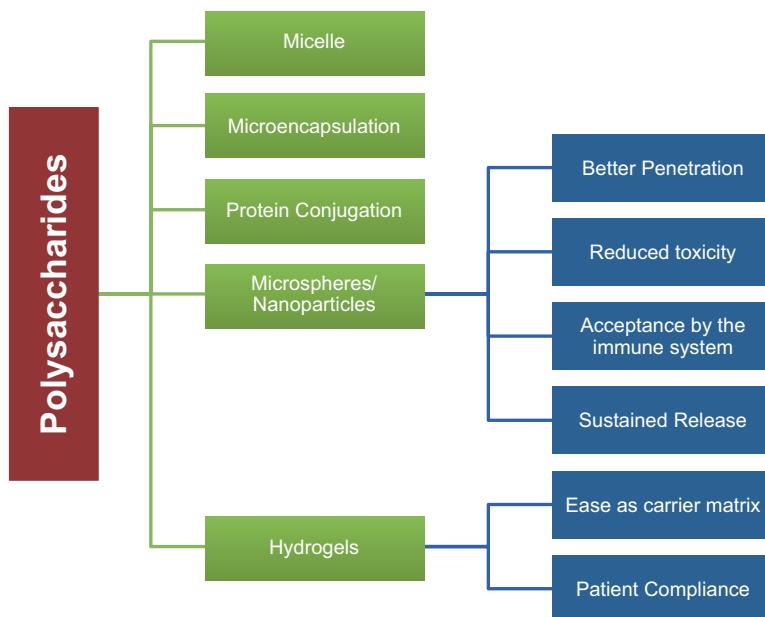 Polysaccharides
Micelle
Microencapsulation
Protein Conjugation
Microspheres/
Nanoparticles
Better Penetration
Reduced toxicity
Acceptance by the
immune system
Sustained Release
Hydrogels
Ease as carrier matrix
Patient Compliance